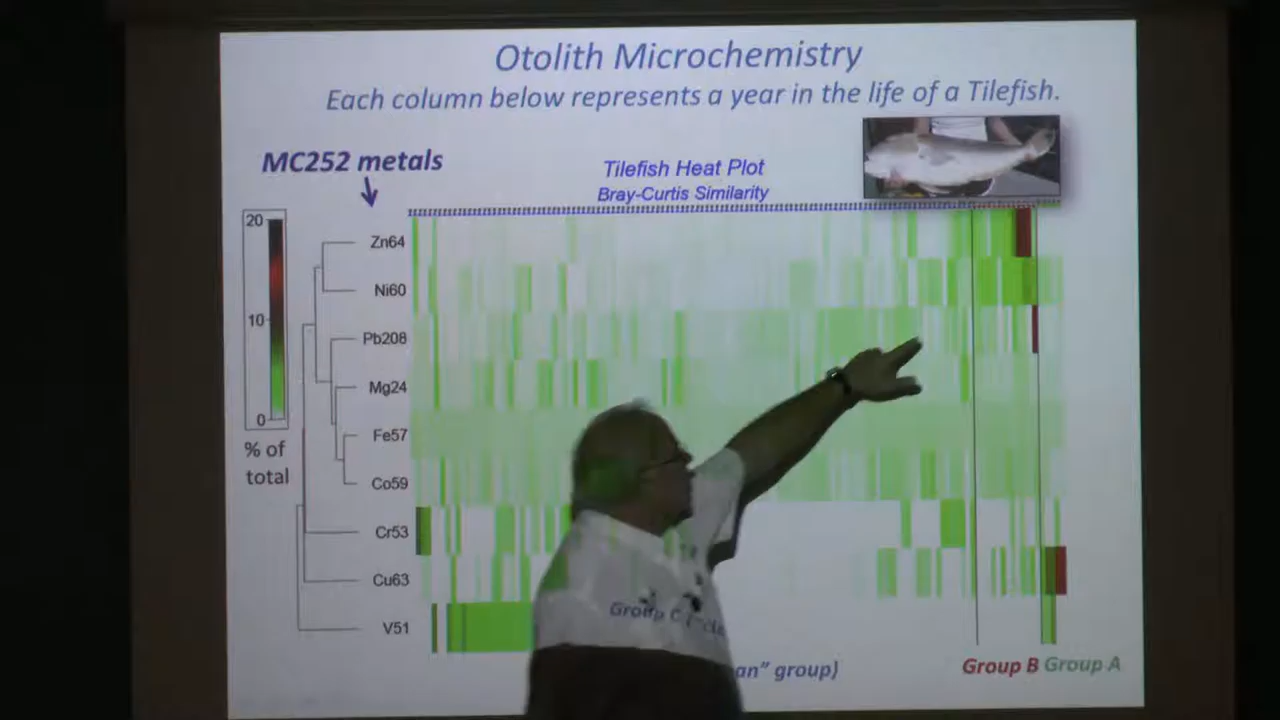 Otolith Microchemistry
Each column below represents a year in the life of a Tilefish.
MC252 metals
Tilefish Heat Plot
Bray-Curtis Similarity
20
10
0
% of
total
Zn64
Ni60
Pb208
Mg24
Fe57
Co59
Cr53
Cu63
V51
Group C
an” group)
Group B Group A